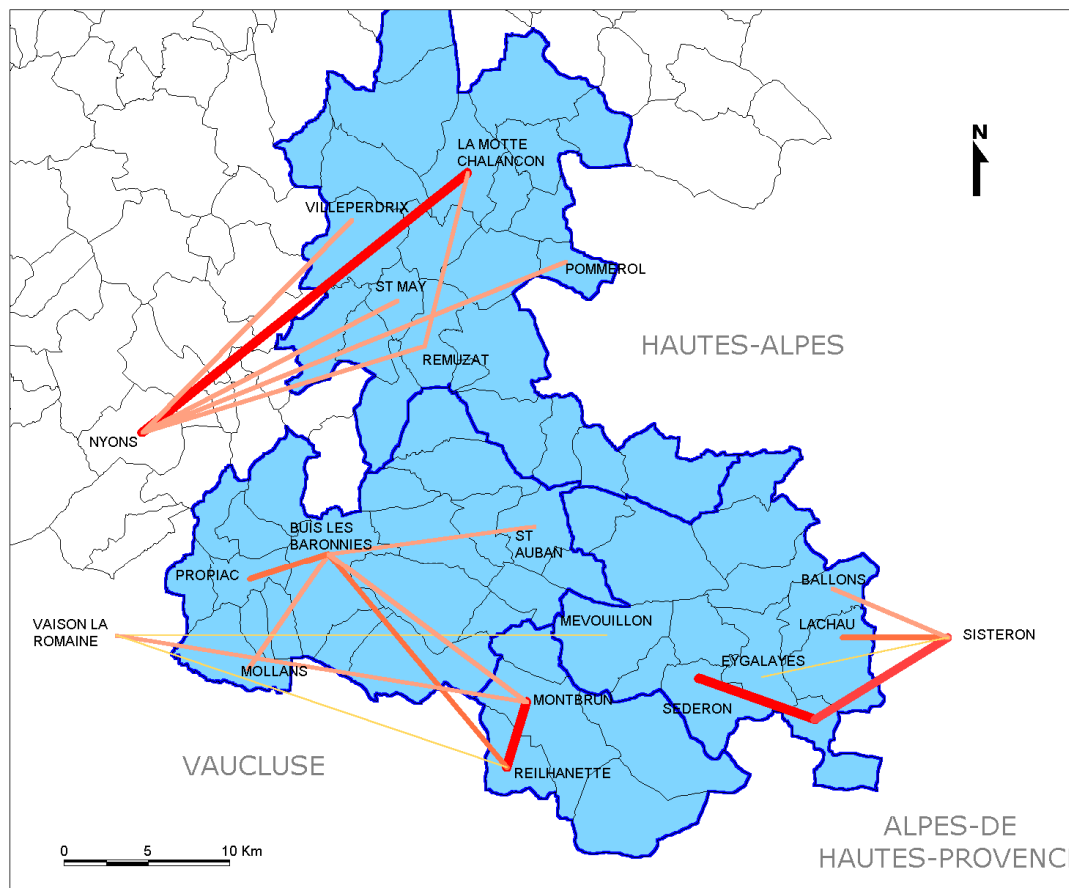 N
LA MOTTE
CHALANCON
VILLEPERDRIX
POMMEROL
ST MAY
HAUTES-ALPES
REMUZAT
NYONS
BUIS LES
BARONNIES
ST
AUBAN
PROPIAC
BALLONS
VAISON LA
ROMAINE
MEVOUILLON
LACHAU
SISTERON
MOLLANS
EYGALAYES
MONTBRUN
SEDERON
VAUCLUSE
REILHANETTE
ALPES-DE
HAUTES-PROVENC
0 10 Km